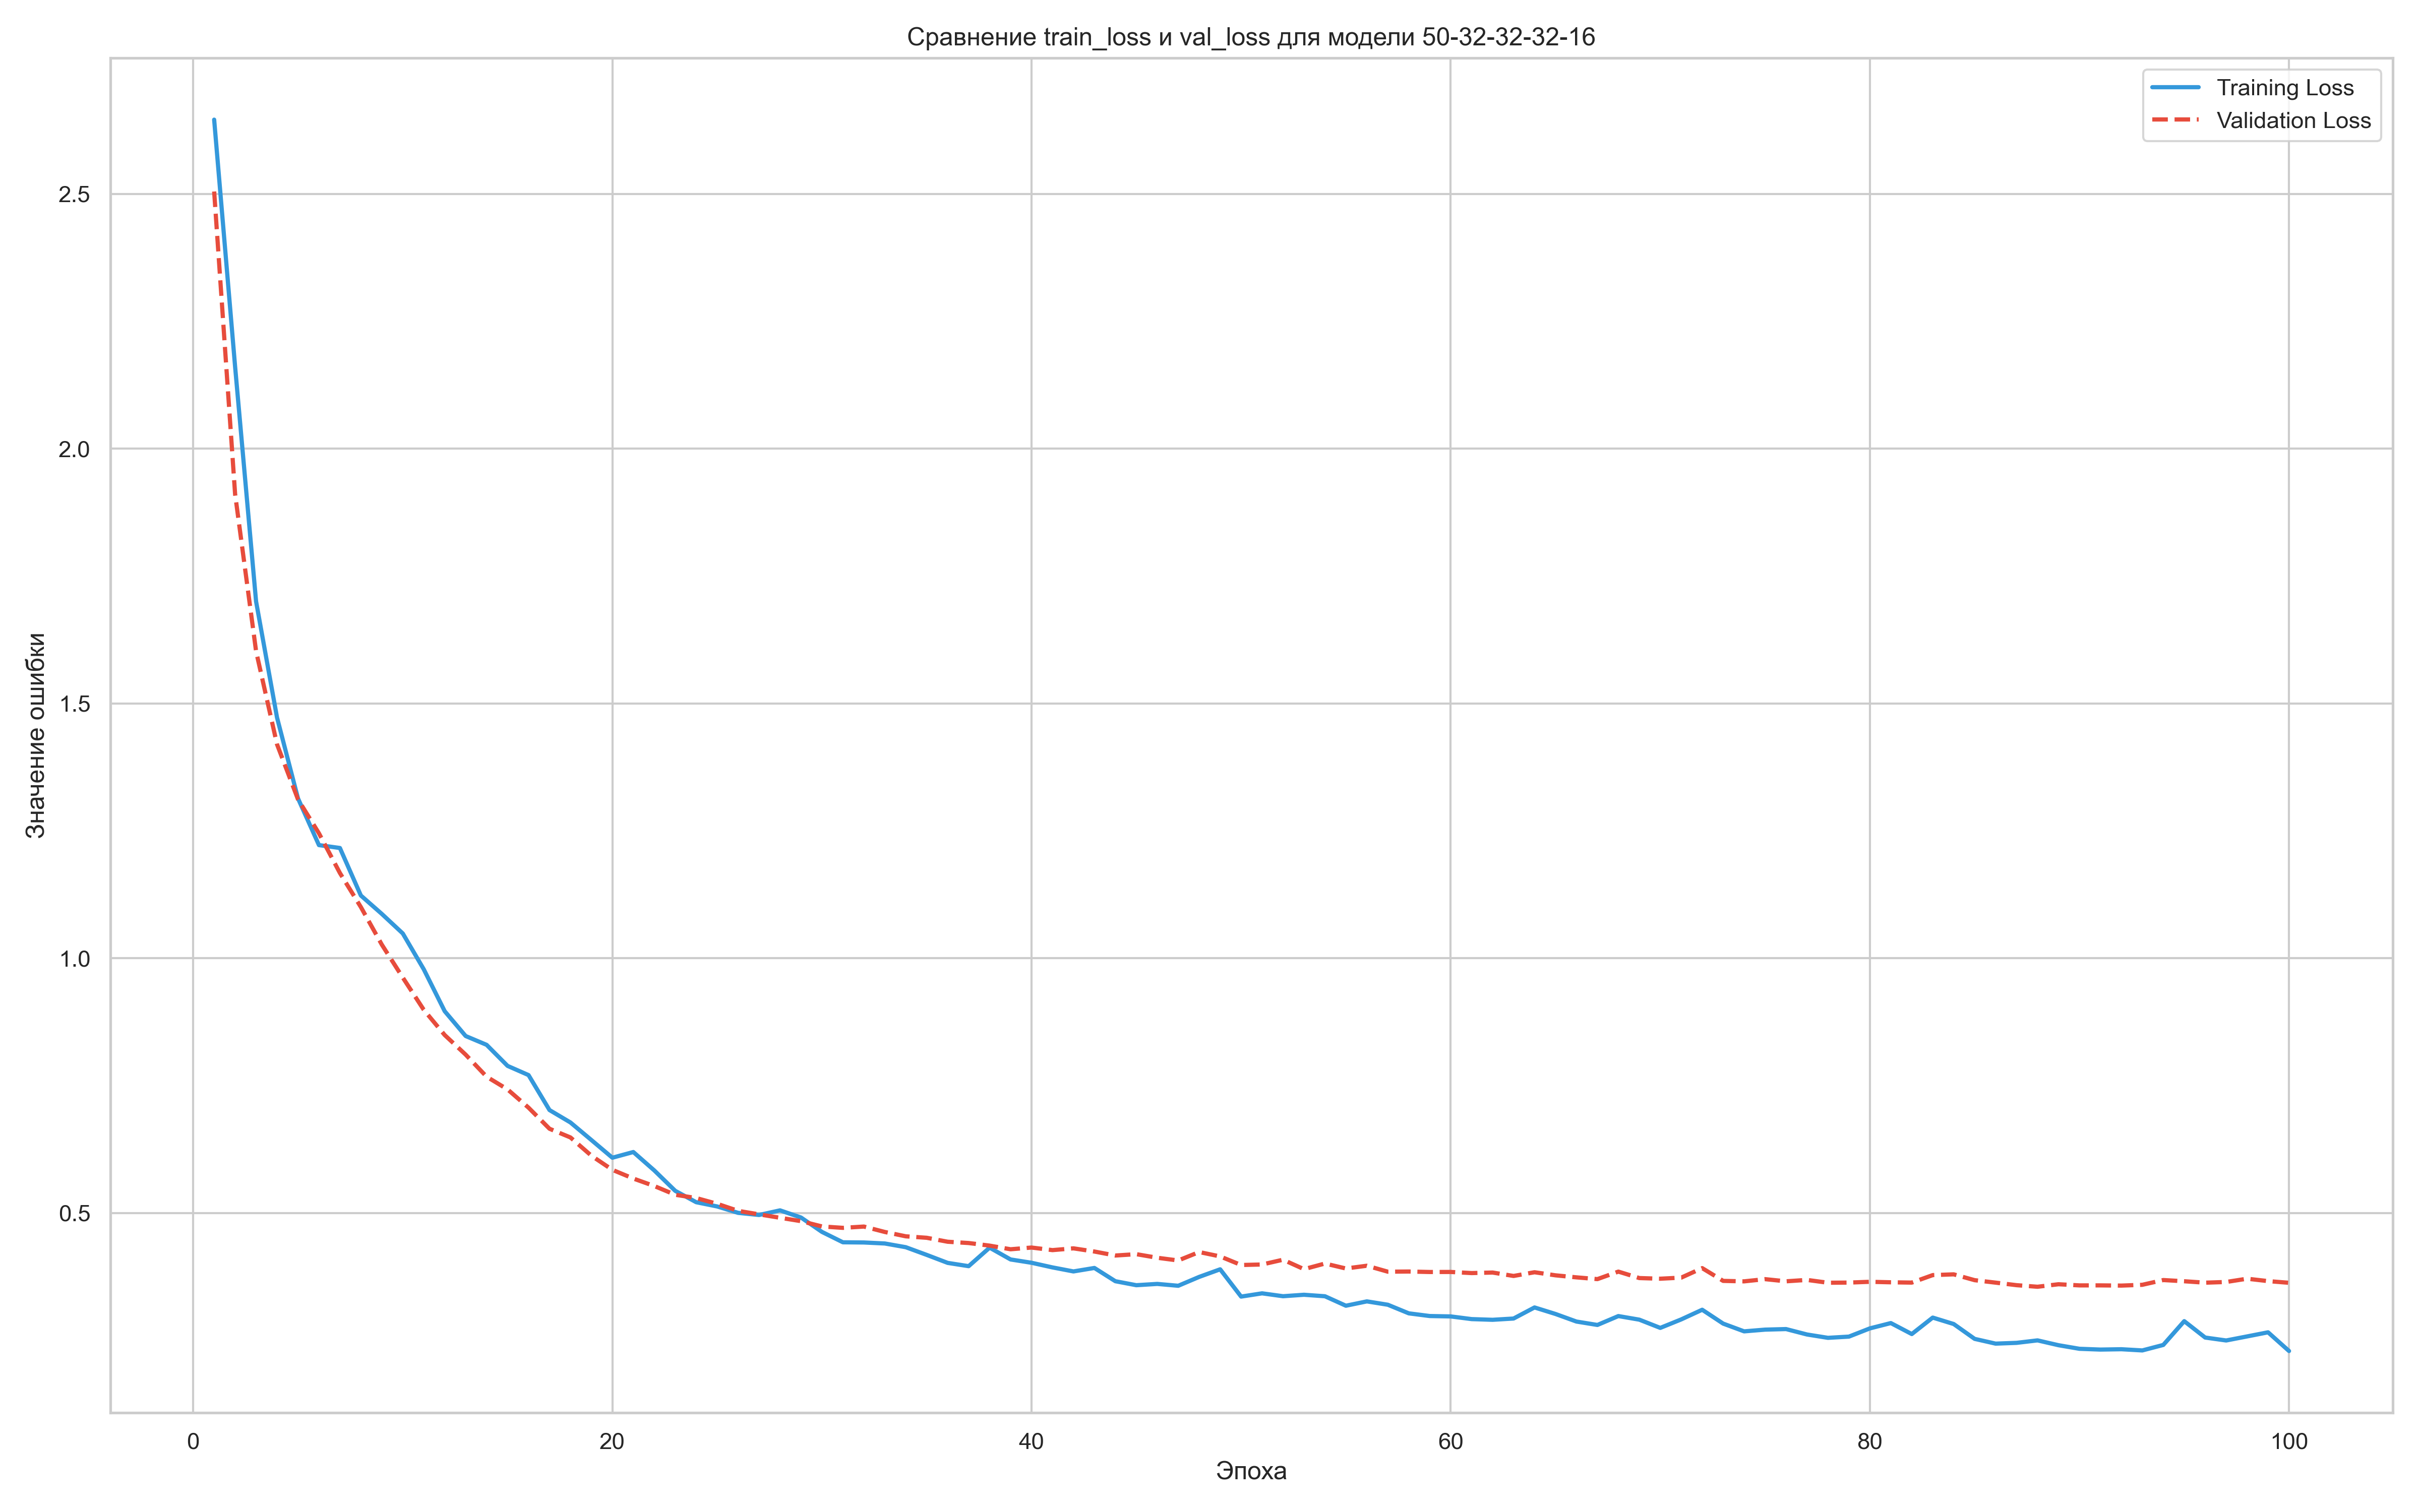 Сравнение train_loss и val_loss для модели 50-32-32-32-16
Training Loss
Validation Loss
2.5
2.0
1.5
1.0
0.5
Значение ошибки
0
20
40
60
80
100
Эпоха